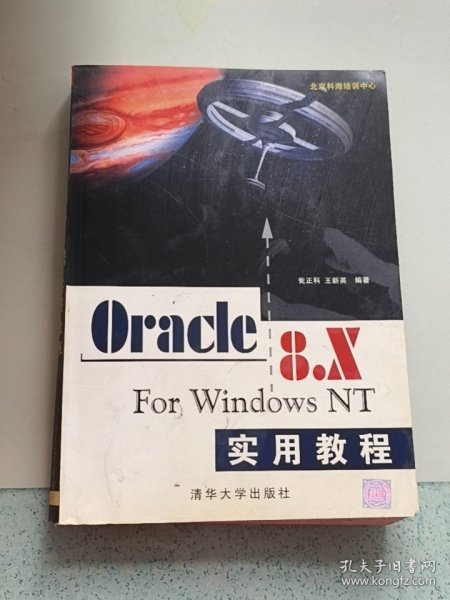 北京科海培训中心
瓮正科 王新英 编著
Oracle
8.X
For Windows NT
实用教程
清华大学出版社
孔夫子旧书网
www.kongfz.com